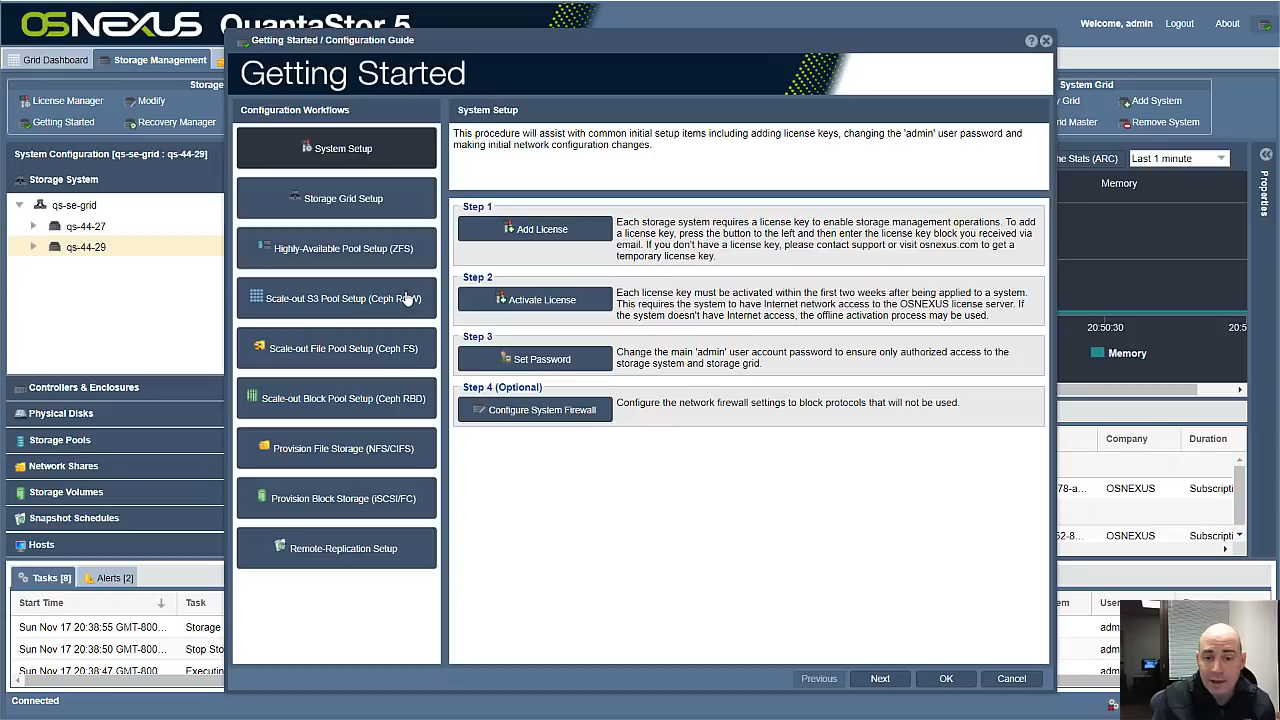 OSNEXUS QuantaStor 5
Welcome, admin Logout About
Grid Dashboard Storage Management
Getting Started / Configuration Guide
Getting Started
Storage
License Manager Modify
Getting Started Recovery Manager
System Grid
Add System
Remove System
System Configuration [qs-se-grid : qs-44-29]
Storage System
qs-se-grid
qs-44-27
qs-44-29
Controllers & Enclosures
Physical Disks
Storage Pools
Network Shares
Storage Volumes
Snapshot Schedules
Hosts
Configuration Workflows
System Setup
Storage Grid Setup
Highly-Available Pool Setup (ZFS)
Scale-out S3 Pool Setup (Ceph RGW)
Scale-out File Pool Setup (Ceph FS)
Scale-out Block Pool Setup (Ceph RBD)
Provision File Storage (NFS/CIFS)
Provision Block Storage (iSCSI/FC)
Remote-Replication Setup
System Setup
This procedure will assist with common initial setup items including adding license keys, changing the 'admin' user password and
making initial network configuration changes.
Step 1
Add License
Each storage system requires a license key to enable storage management operations. To add
a license key, press the button to the left and then enter the license key block you received via
email. If you don't have a license key, please contact support or visit osnexus.com to get a
temporary license key.
Step 2
Activate License
Each license key must be activated within the first two weeks after being applied to a system.
This requires the system to have Internet network access to the OSNEXUS license server. If
the system doesn't have Internet access, the offline activation process may be used.
Step 3
Set Password
Change the main 'admin' user account password to ensure only authorized access to the
storage system and storage grid.
Step 4 (Optional)
Configure System Firewall
Configure the network firewall settings to block protocols that will not be used.
Previous Next OK Cancel
Stats (ARC) Last 1 minute
Memory
20:50:30 20:5
Memory
Properties
Company Duration
78-a... OSNEXUS Subscripti
52-8... OSNEXUS Subscripti
Tasks [8] Alerts [2]
Start Time Task
Sun Nov 17 20:38:55 GMT-800... Storage
Sun Nov 17 20:38:50 GMT-800... Stop Sto
Sun Nov 17 20:38:47 GMT-800... Executin
Connected